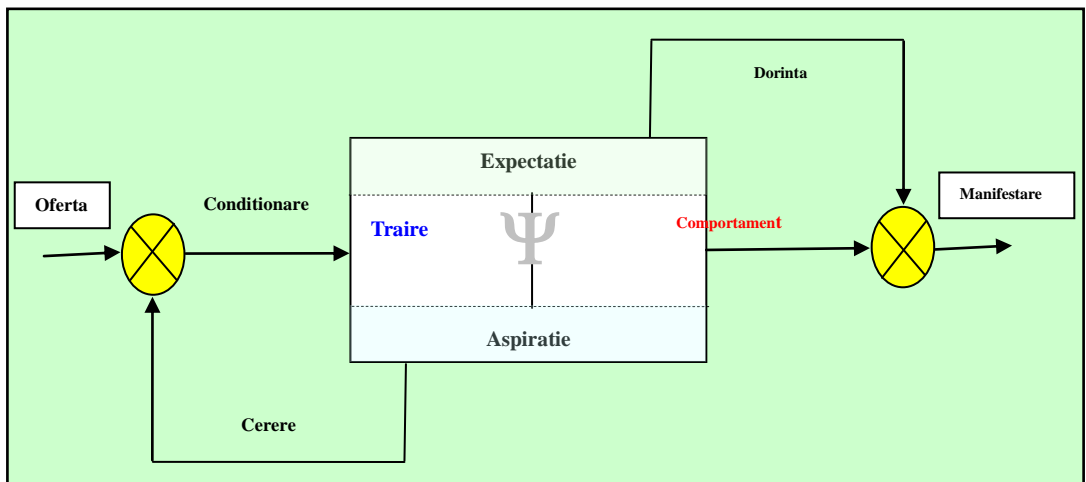 Dorinta
Expectatie
Oferta
Conditionare
Manifestare
Traire
Ψ
Comportament
Aspiratie
Cerere